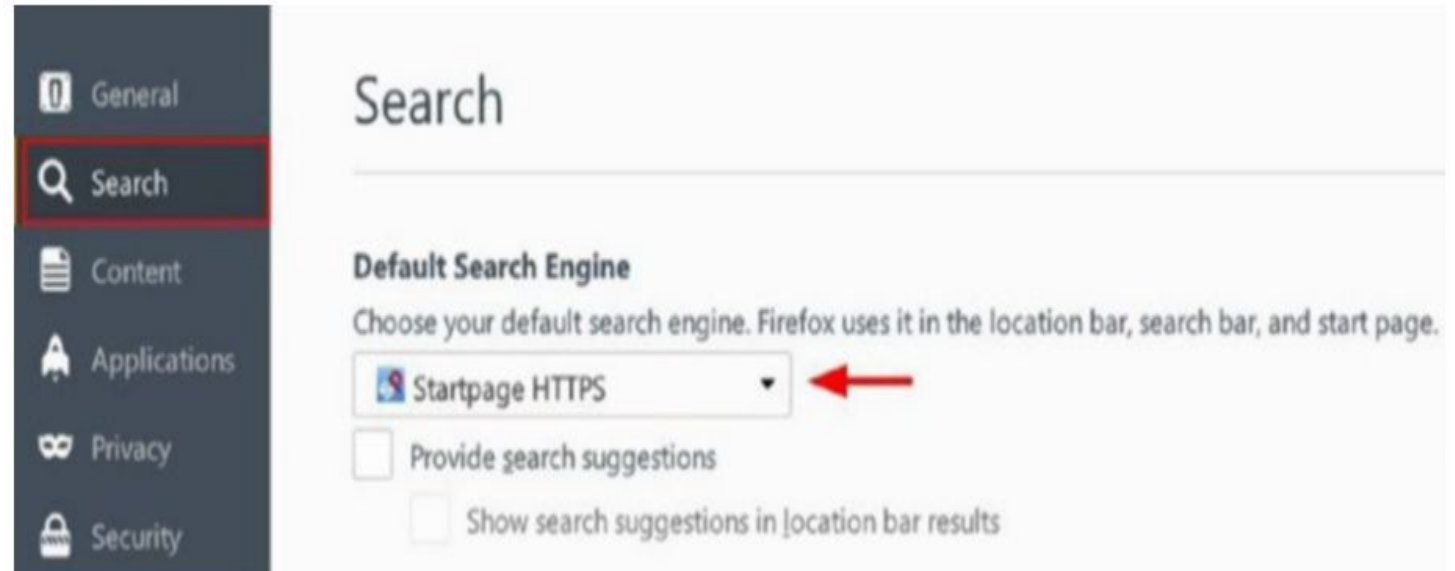 General
Search
Content
Applications
Privacy
Security
Search
Default Search Engine
Choose your default search engine. Firefox uses it in the location bar, search bar, and start page.
Startpage HTTPS
Provide search suggestions
Show search suggestions in location bar results